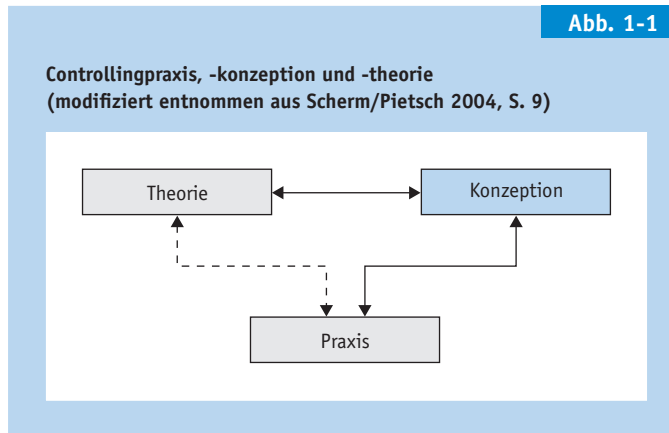 Abb. 1-1
Controllingpraxis, -konzeption und -theorie
(modifiziert entnommen aus Scherm/Pietsch 2004, S. 9)
Theorie
Konzeption
Praxis